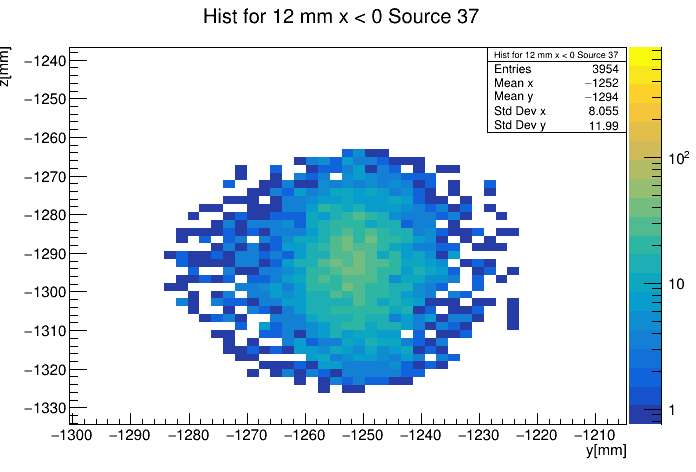 Hist for 12 mm x < 0 Source 37
z[mm]
−1240
−1250
−1260
−1270
−1280
−1290
−1300
−1310
−1320
−1330
Hist for 12 mm x < 0 Source 37
Entries 3954
Mean x −1252
Mean y −1294
Std Dev x 8.055
Std Dev y 11.99
10²
10
1
−1300 −1290 −1280 −1270 −1260 −1250 −1240 −1230 −1220 −1210
y[mm]